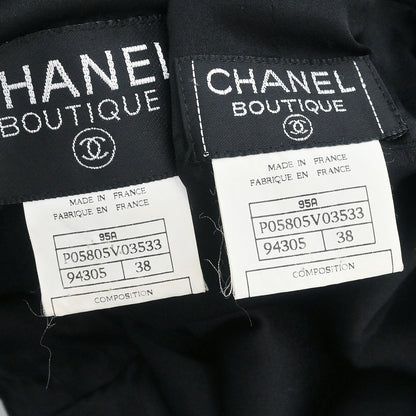 HANEL
BOUTIQUE
MADE IN FRANCE
FABRIQUE EN FRANCE
95A
P05805V03533
94305 38
COMPOSITION
CHANEL
BOUTIQUE
MADE IN FRANCE
FABRIQUE EN FRANCE
95A
P05805V03533
94305 38
COMPOSITION